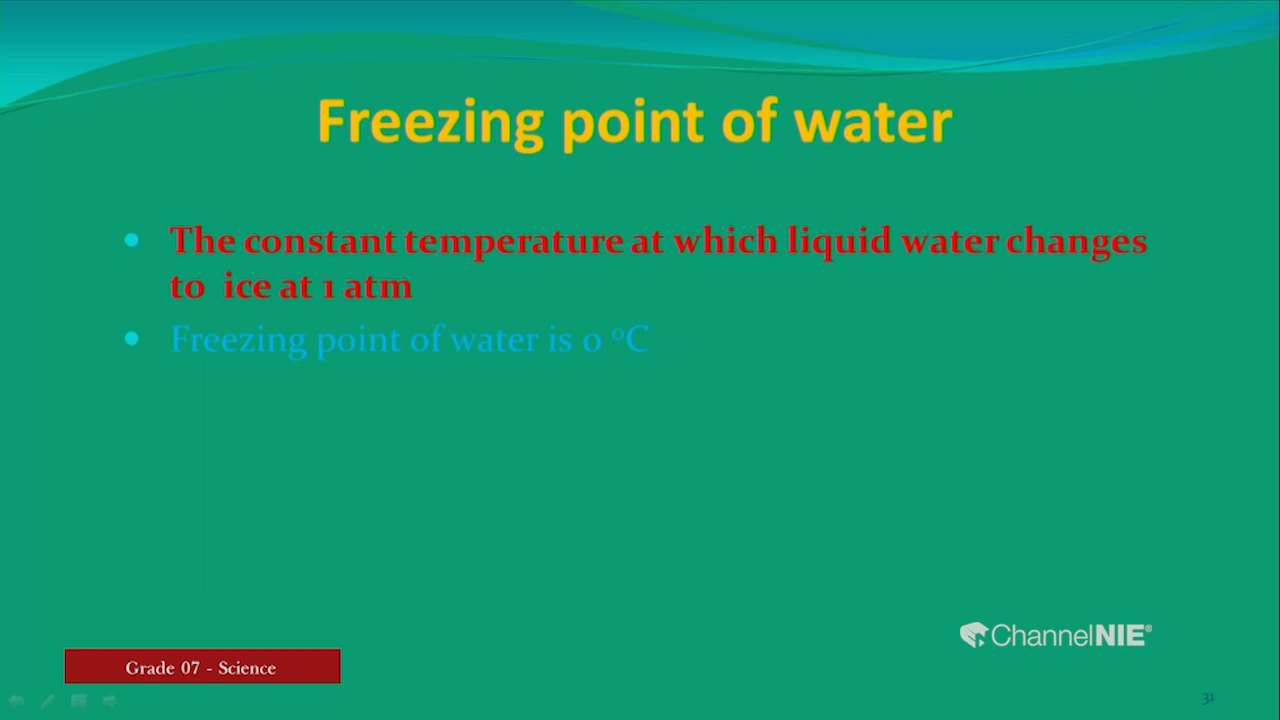 Freezing point of water
• The constant temperature at which liquid water changes
to ice at 1 atm
• Freezing point of water is 0 °C
ChannelNIE®
Grade 07 - Science
31